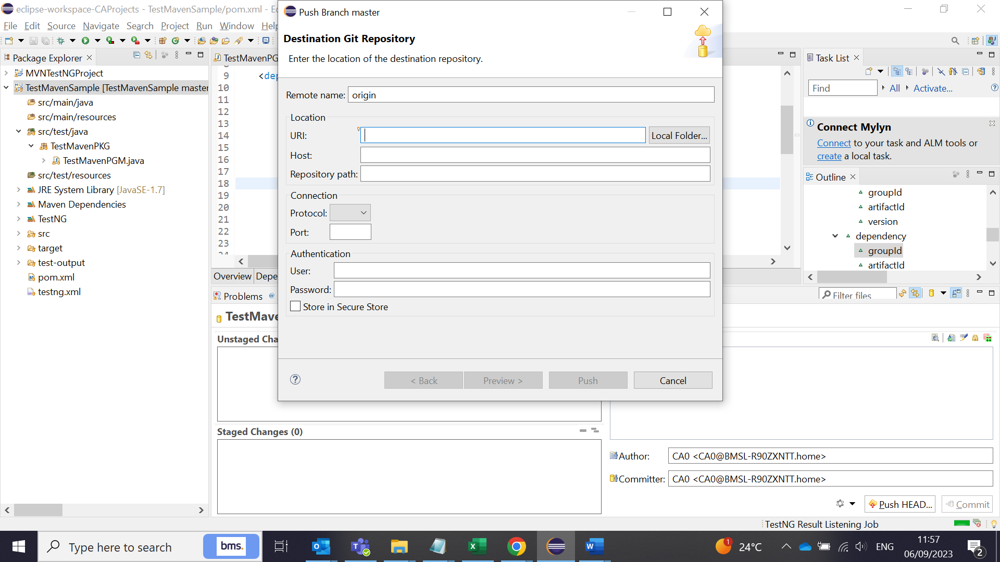 eclipse-workspace-CAProjects - TestMavenSample/pom.xml - Ec
File Edit Source Navigate Search Project Run Window Help
Package Explorer
MVNTestNGProject
TestMavenSample [TestMavenSample master
src/main/java
src/main/resources
src/test/java
TestMavenPKG
TestMavenPGM.java
src/test/resources
JRE System Library [JavaSE-1.7]
Maven Dependencies
TestNG
src
target
test-output
pom.xml
testng.xml
TestMavenPG
9 <dep
10
11
12
13
14
15
16
17
18
19
20
21
22
23
Overview Depe
Push Branch master
Destination Git Repository
Enter the location of the destination repository.
Remote name: origin
Location
URI: Local Folder...
Host:
Repository path:
Connection
Protocol:
Port:
Authentication
User:
Password:
Store in Secure Store
< Back Preview > Push Cancel
Task List
Find All Activate...
Connect Mylyn
Connect to your task and ALM tools or
create a local task.
Outline
groupId
artifactId
version
dependency
groupId
artifactId
Problems @
Filter files
TestMave
Unstaged Cha
Staged Changes (0)
Author: CA0 <CA0@BMSL-R90ZXNTT.home>
Committer: CA0 <CA0@BMSL-R90ZXNTT.home>
Push HEAD... Commit
TestNG Result Listening Job
Type here to search bms. 1 24°C ENG 11:57
06/09/2023 2